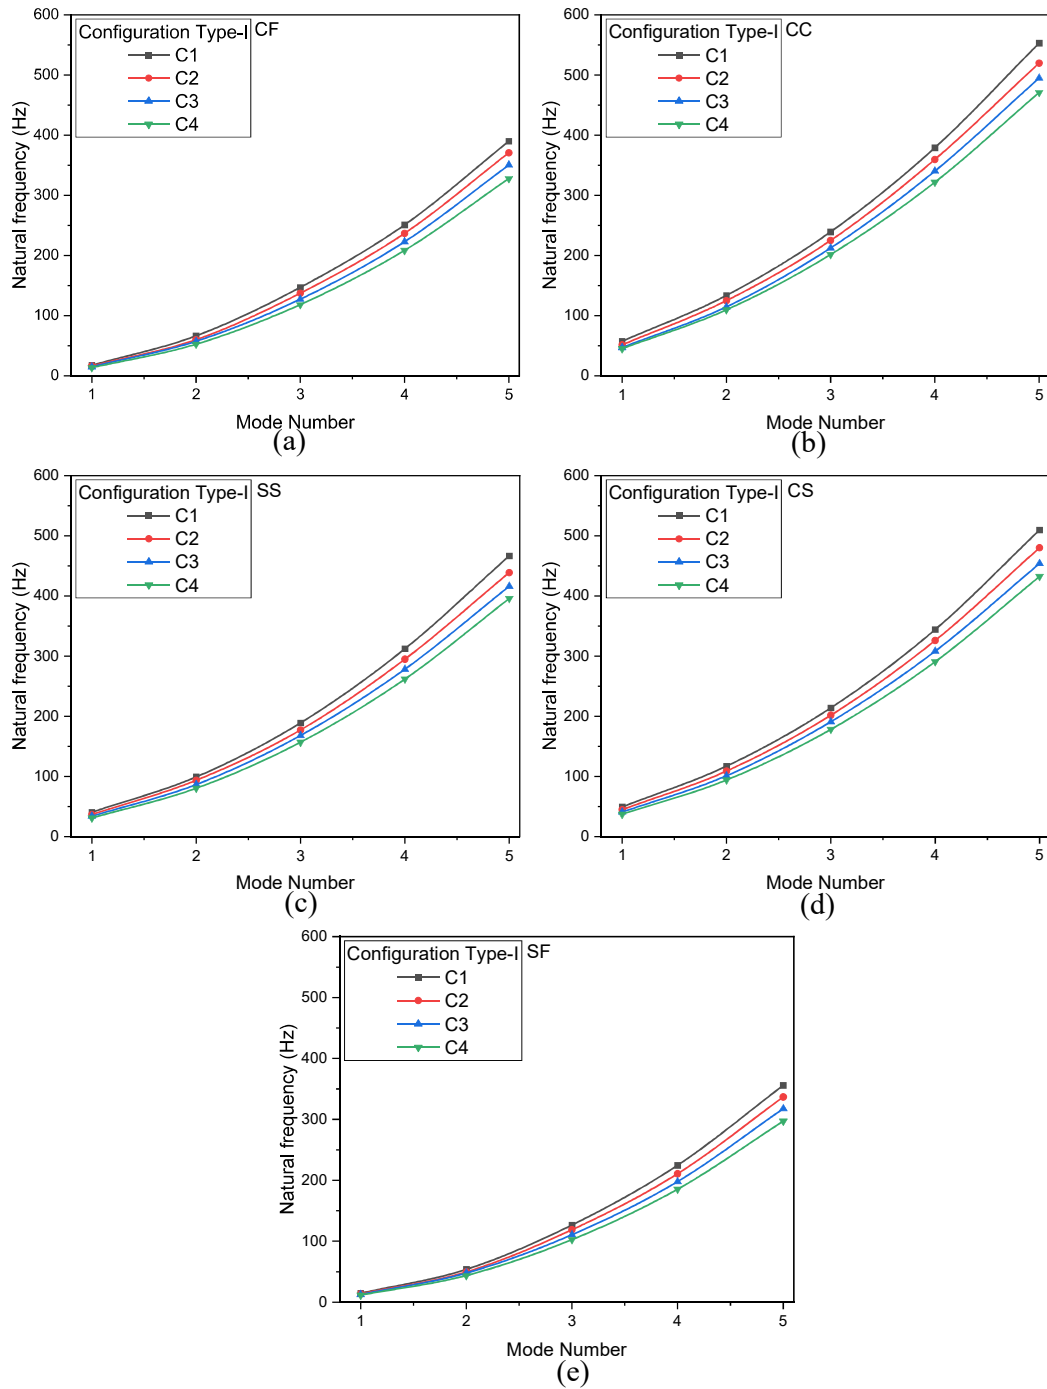 Configuration Type-I CF
C1
C2
C3
C4
600
500
400
300
200
100
0
Natural frequency (Hz)
1 2 3 4 5
Mode Number
(a)
Configuration Type-I CC
C1
C2
C3
C4
600
500
400
300
200
100
0
Natural frequency (Hz)
1 2 3 4 5
Mode Number
(b)
Configuration Type-I SS
C1
C2
C3
C4
600
500
400
300
200
100
0
Natural frequency (Hz)
1 2 3 4 5
Mode Number
(c)
Configuration Type-I CS
C1
C2
C3
C4
600
500
400
300
200
100
0
Natural frequency (Hz)
1 2 3 4 5
Mode Number
(d)
Configuration Type-I SF
C1
C2
C3
C4
600
500
400
300
200
100
0
Natural frequency (Hz)
1 2 3 4 5
Mode Number
(e)